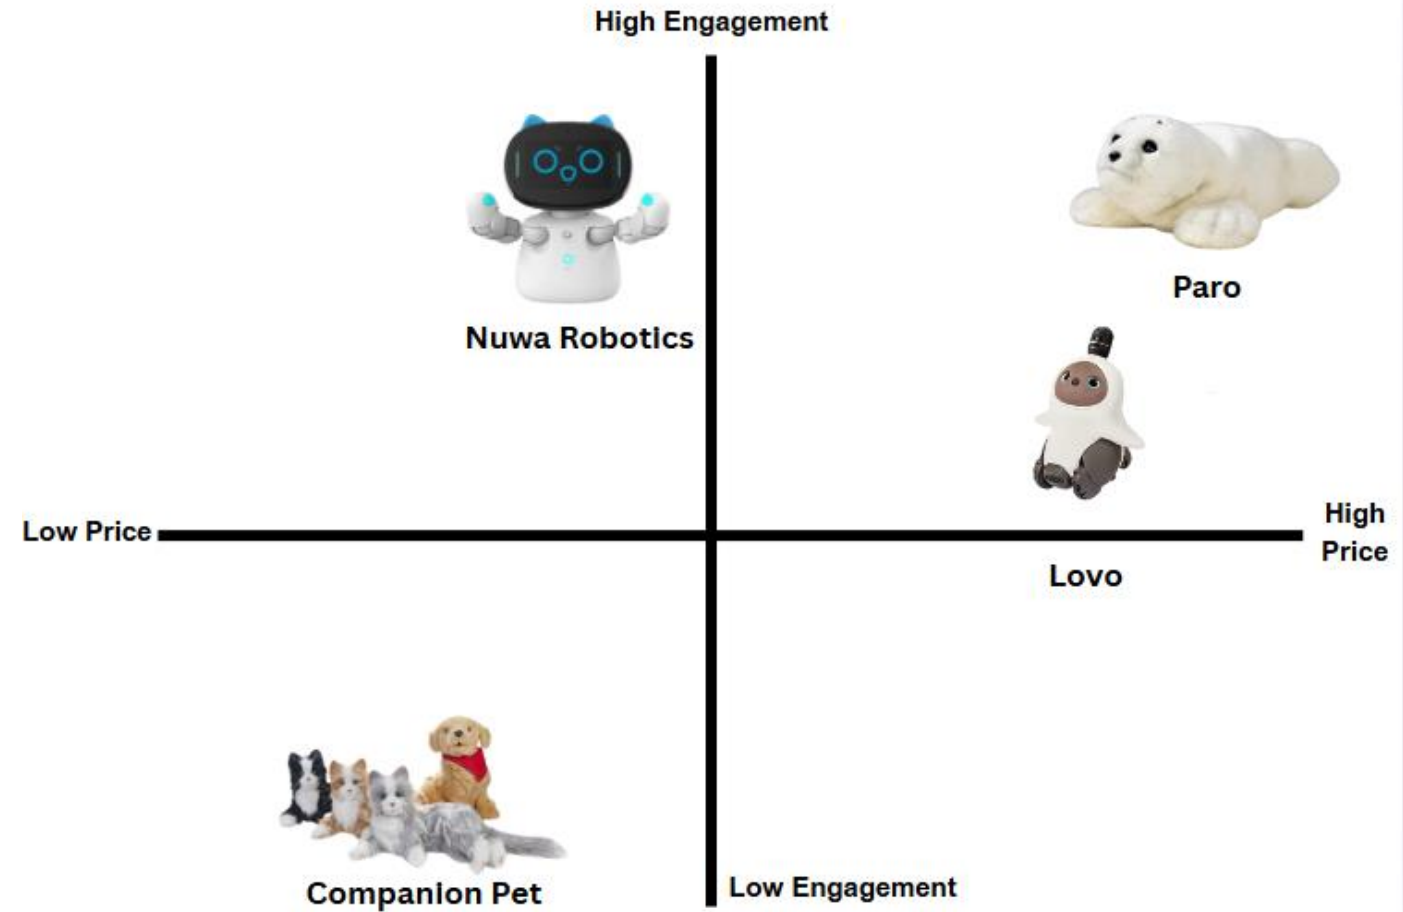 High Engagement
Paro
Nuwa Robotics
Low Price
High
Price
Lovo
Companion Pet
Low Engagement